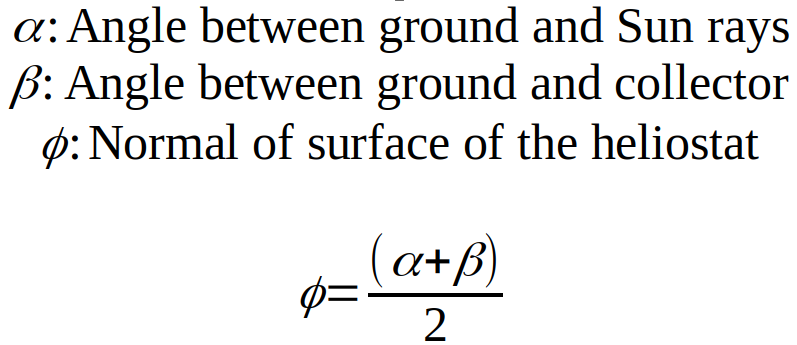 α: Angle between ground and Sun rays
β: Angle between ground and collector
ϕ: Normal of surface of the heliostat
ϕ=(α+β)/2